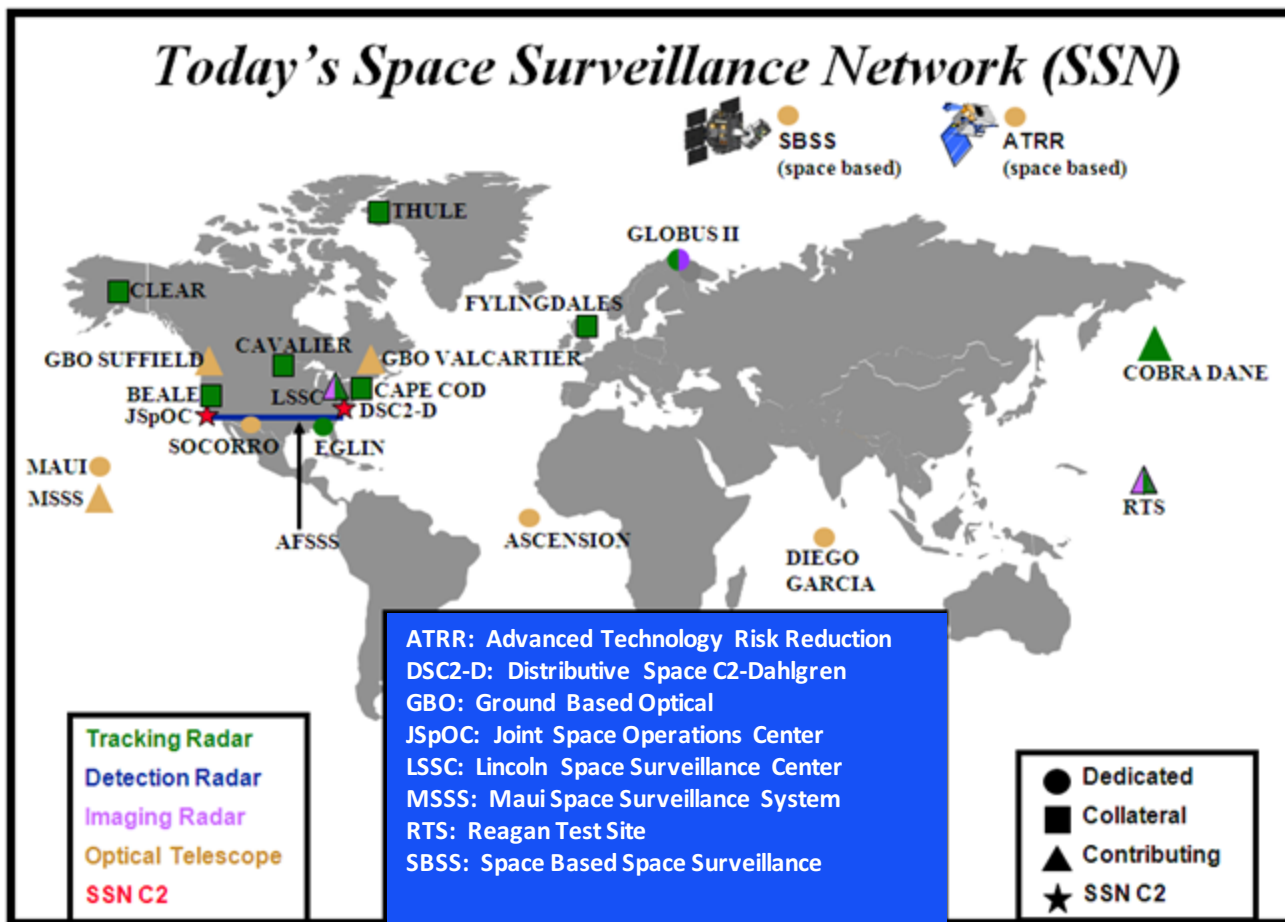 Today's Space Surveillance Network (SSN)
SBSS
(space based)
ATRR
(space based)
THULE
GLOBUS II
CLEAR
FYLINGDALES
CAVALIER
GBO SUFFIELD
GBO VALCARTIER
COBRA DANE
BEALE
LSSC
CAPE COD
JSpOC
DSC2-D
SOCORRO
EGLIN
MAUI
MSSS
RTS
AFSSS
ASCENSION
DIEGO
GARCIA
ATRR: Advanced Technology Risk Reduction
DSC2-D: Distributive Space C2-Dahlgren
GBO: Ground Based Optical
JSpOC: Joint Space Operations Center
LSSC: Lincoln Space Surveillance Center
MSSS: Maui Space Surveillance System
RTS: Reagan Test Site
SBSS: Space Based Space Surveillance
Tracking Radar
Detection Radar
Imaging Radar
Optical Telescope
SSN C2
Dedicated
Collateral
Contributing
SSN C2